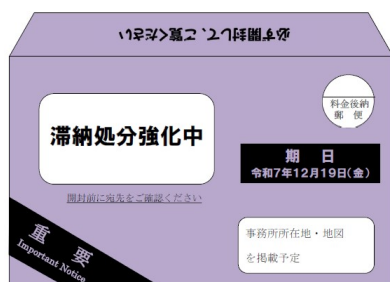 必ず開封して、ご覧ください
料金後納
郵 便
滞納処分強化中
期 日
令和7年12月19日(金)
開封前に宛先をご確認ください
重 要
Important Notice
事務所所在地・地図
を掲載予定